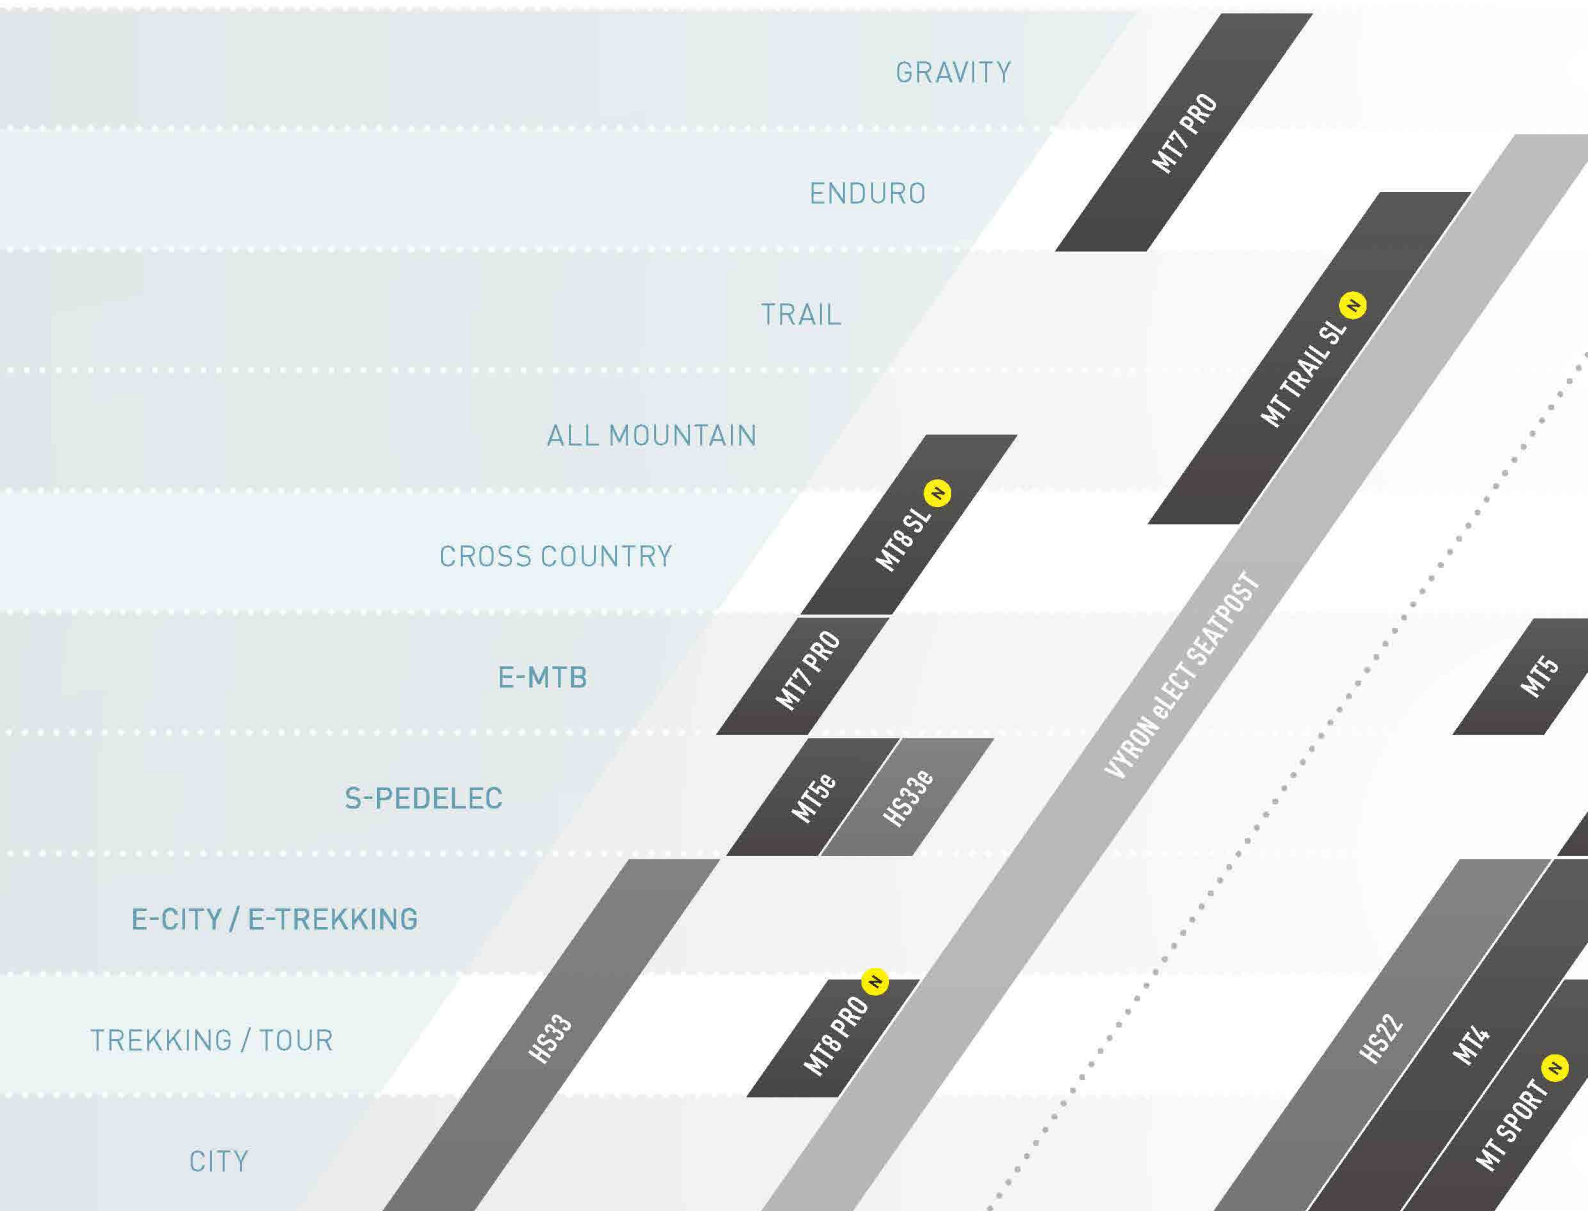 GRAVITY
MT7 PRO
ENDURO
TRAIL
MT TRAIL SL N
ALL MOUNTAIN
MT8 SL N
CROSS COUNTRY
VYRON eLECT SEATPOST
E-MTB
MT7 PRO
MT5
S-PEDELEC
MT5e
HS33e
E-CITY / E-TREKKING
TREKKING / TOUR
HS33
MT8 PRO N
HS22
MT4
MT SPORT N
CITY